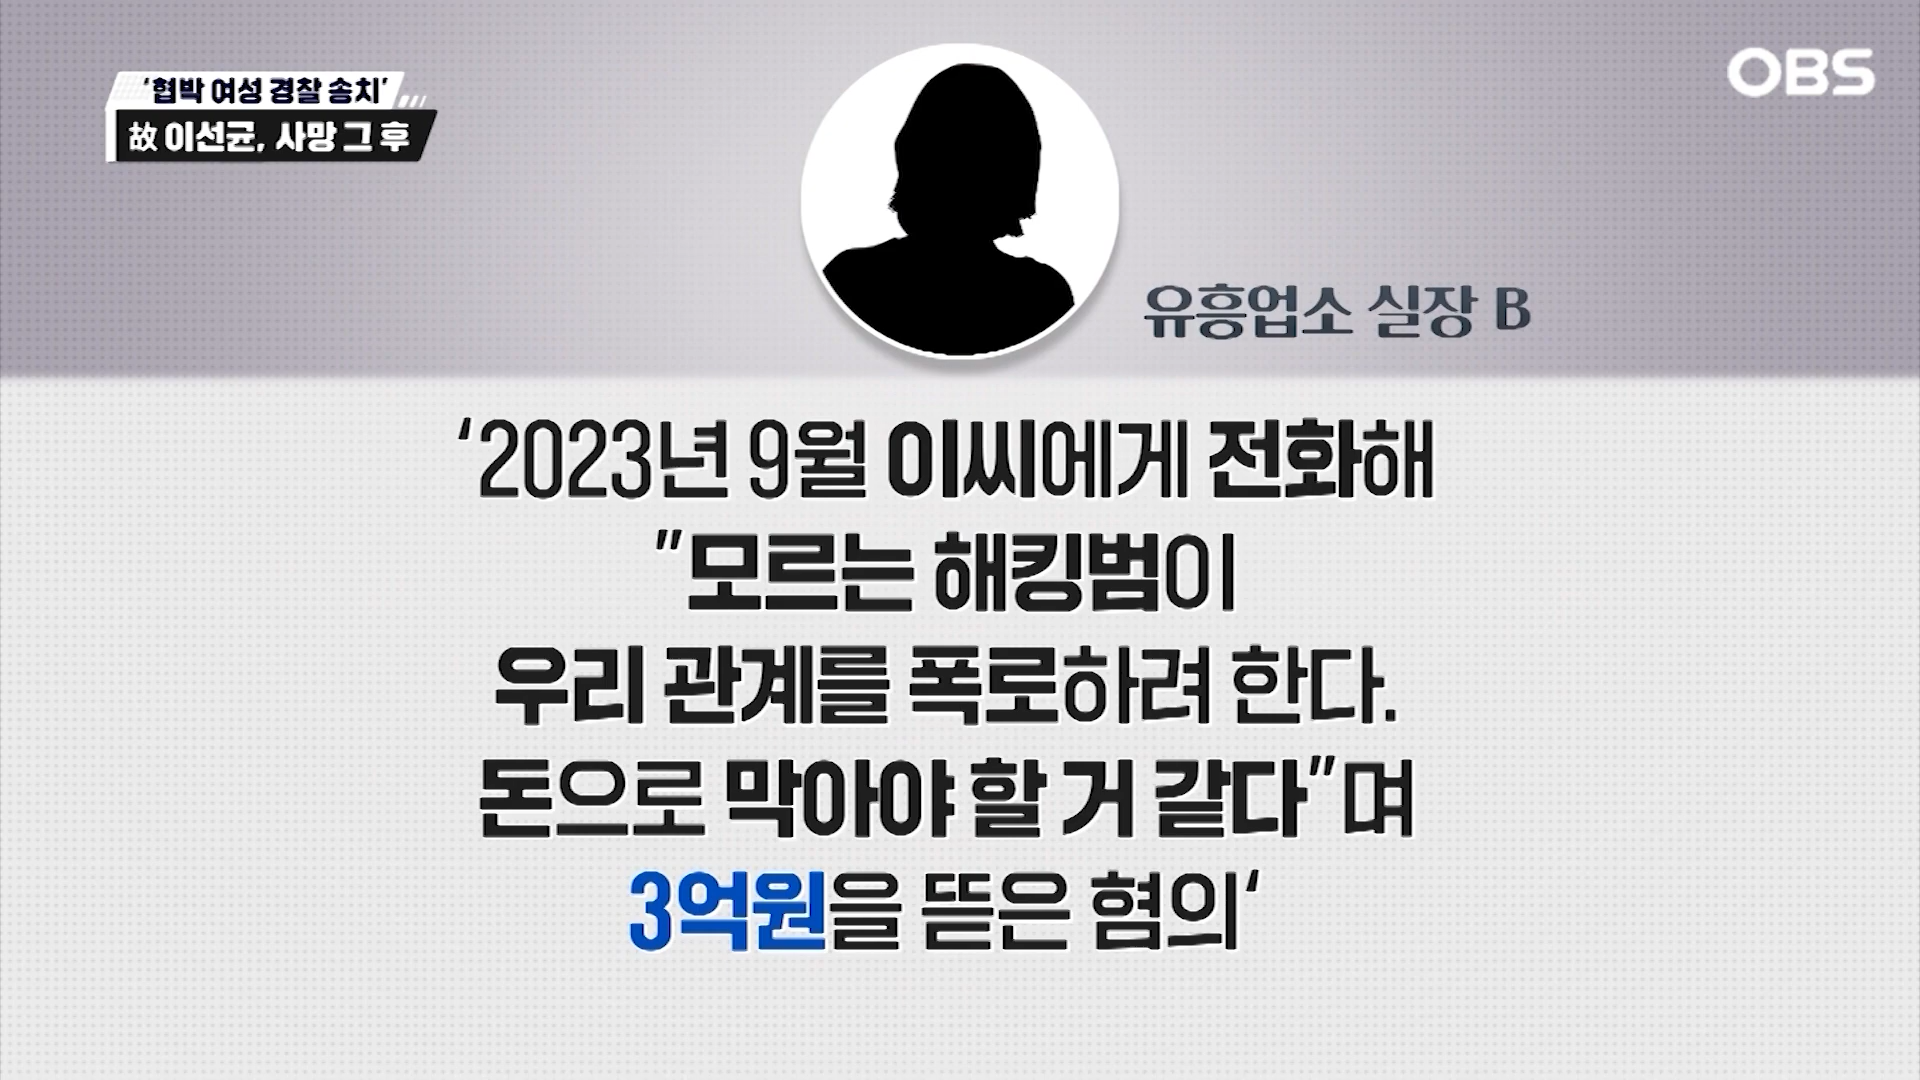 ‘협박 여성 경찰 송치’
故 이선균, 사망 그 후
OBS
유흥업소 실장 B
‘2023년 9월 이씨에게 전화해
"모르는 해킹범이
우리 관계를 폭로하려 한다.
돈으로 막아야 할 거 같다"며
3억원을 뜯은 혐의‘